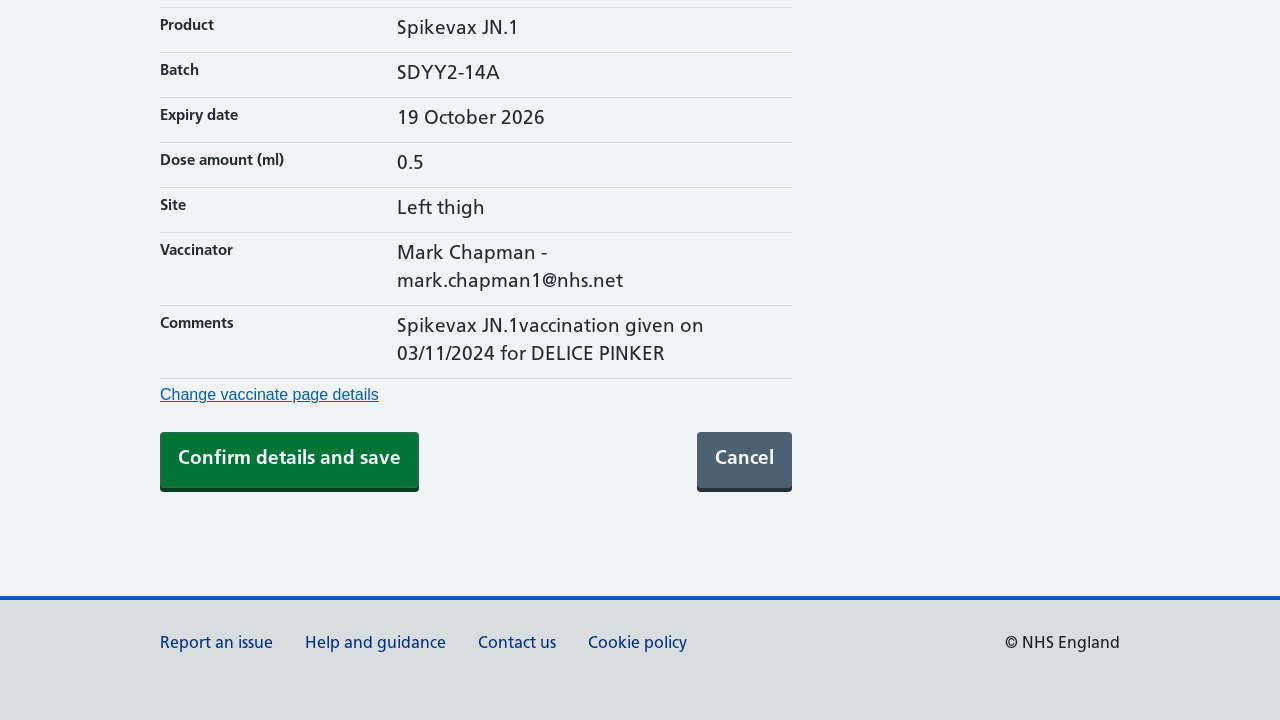 Product Spikevax JN.1
Batch SDYY2-14A
Expiry date 19 October 2026
Dose amount (ml) 0.5
Site Left thigh
Vaccinator Mark Chapman -
mark.chapman1@nhs.net
Comments Spikevax JN.1vaccination given on
03/11/2024 for DELICE PINKER
Change vaccinate page details
Confirm details and save Cancel
Report an issue Help and guidance Contact us Cookie policy © NHS England